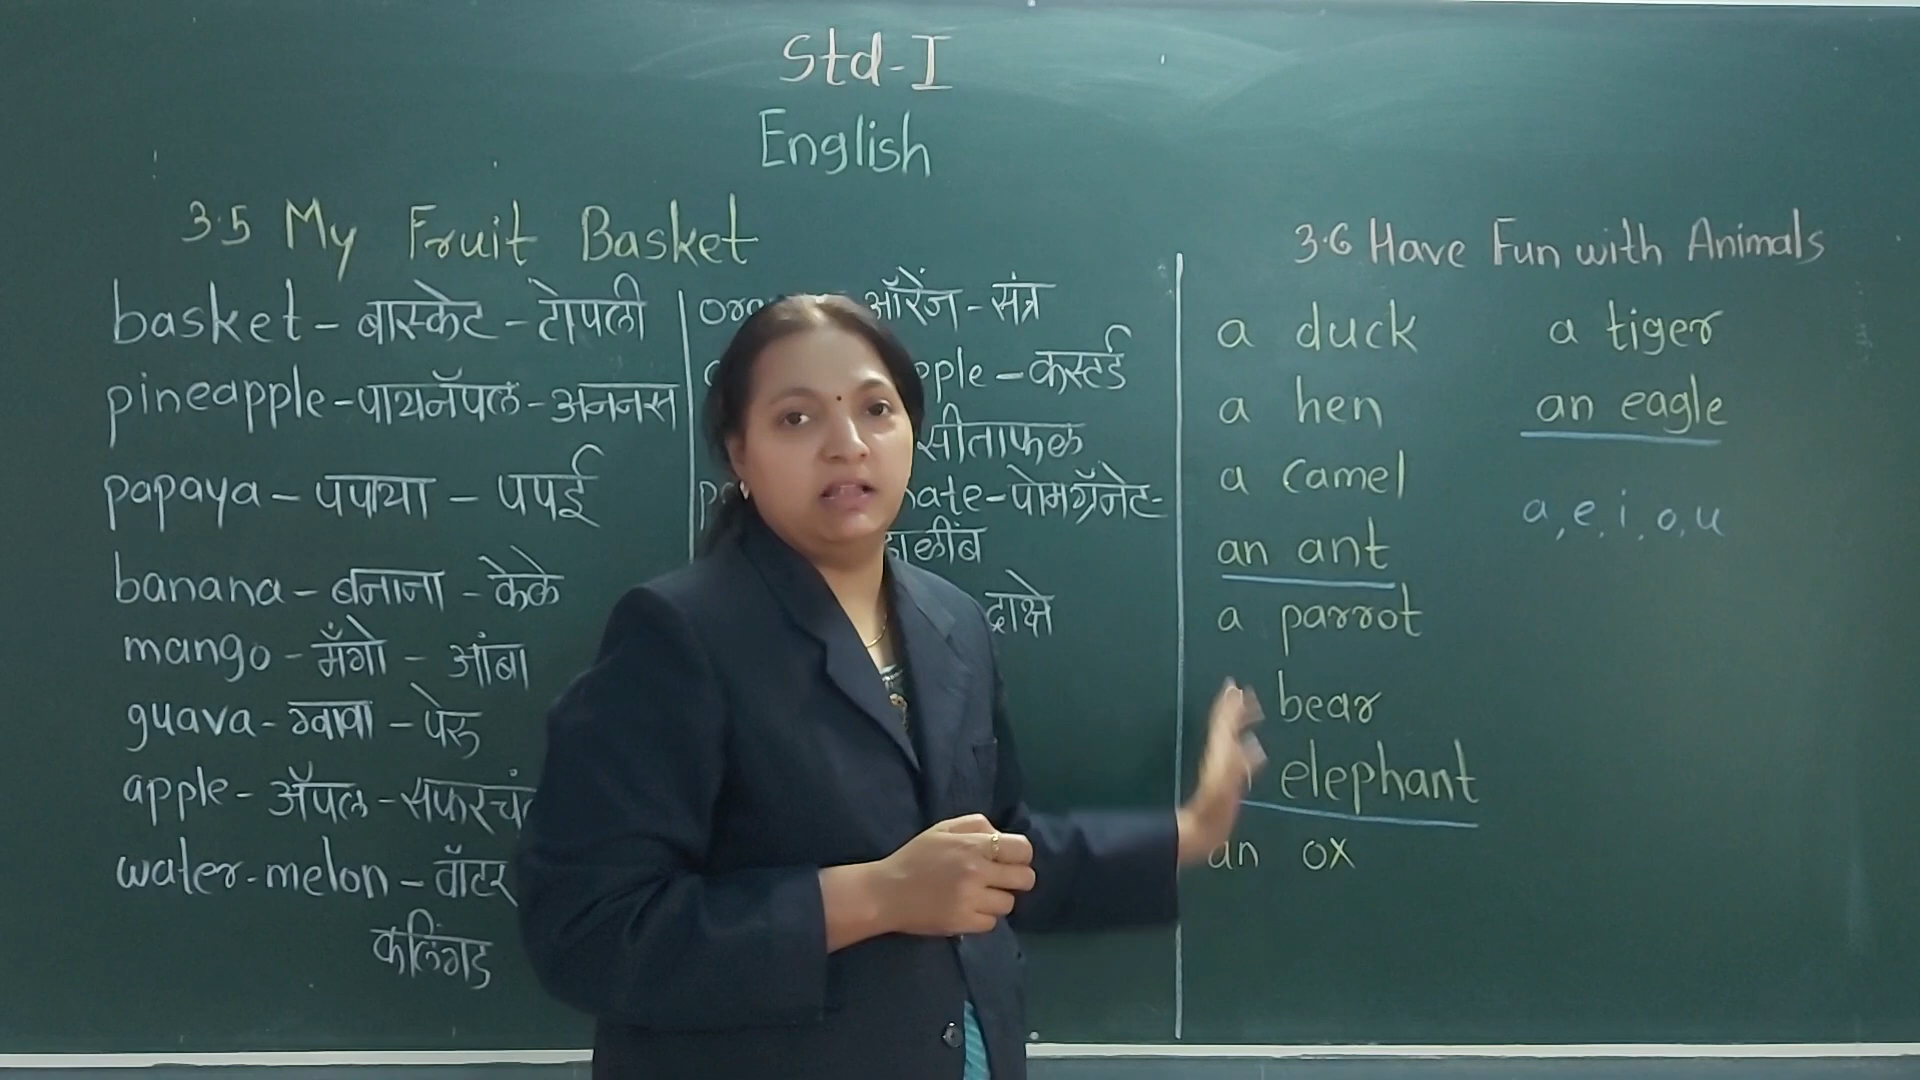 Std-I
English
3.5 My Fruit Basket
basket - बास्केट - टोपली
pineapple - पायनॅपल - अननस
papaya - पपाया - पपई
banana - बनाना - केळे
mango - मँगो - आंबा
guava - ग्वावा - पेरू
apple - ॲपल -
water-melon - वॉटर
कलिंगड
ऑरेंज - संत्र
कस्टर्ड
सीताफळ
पोमग्रॅनेट -
द्राक्षे
3.6 Have Fun with Animals
a duck
a hen
a camel
an ant
a parrot
bear
elephant
an ox
a tiger
an eagle
a, e, i, o, u